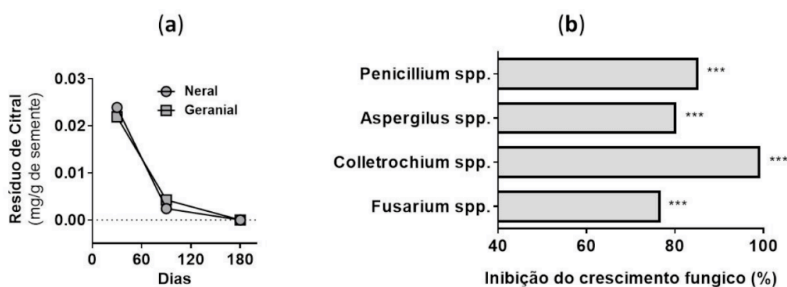 (a)
Resíduo de Citral
(mg/g de semente)
0.03
0.02
0.01
0.00
Neral
Geranial
0
60
120
180
Dias
(b)
Penicillium spp.
***
Aspergilus spp.
***
Colletrochium spp.
***
Fusarium spp.
***
40
60
80
100
Inibição do crescimento fungico (%)